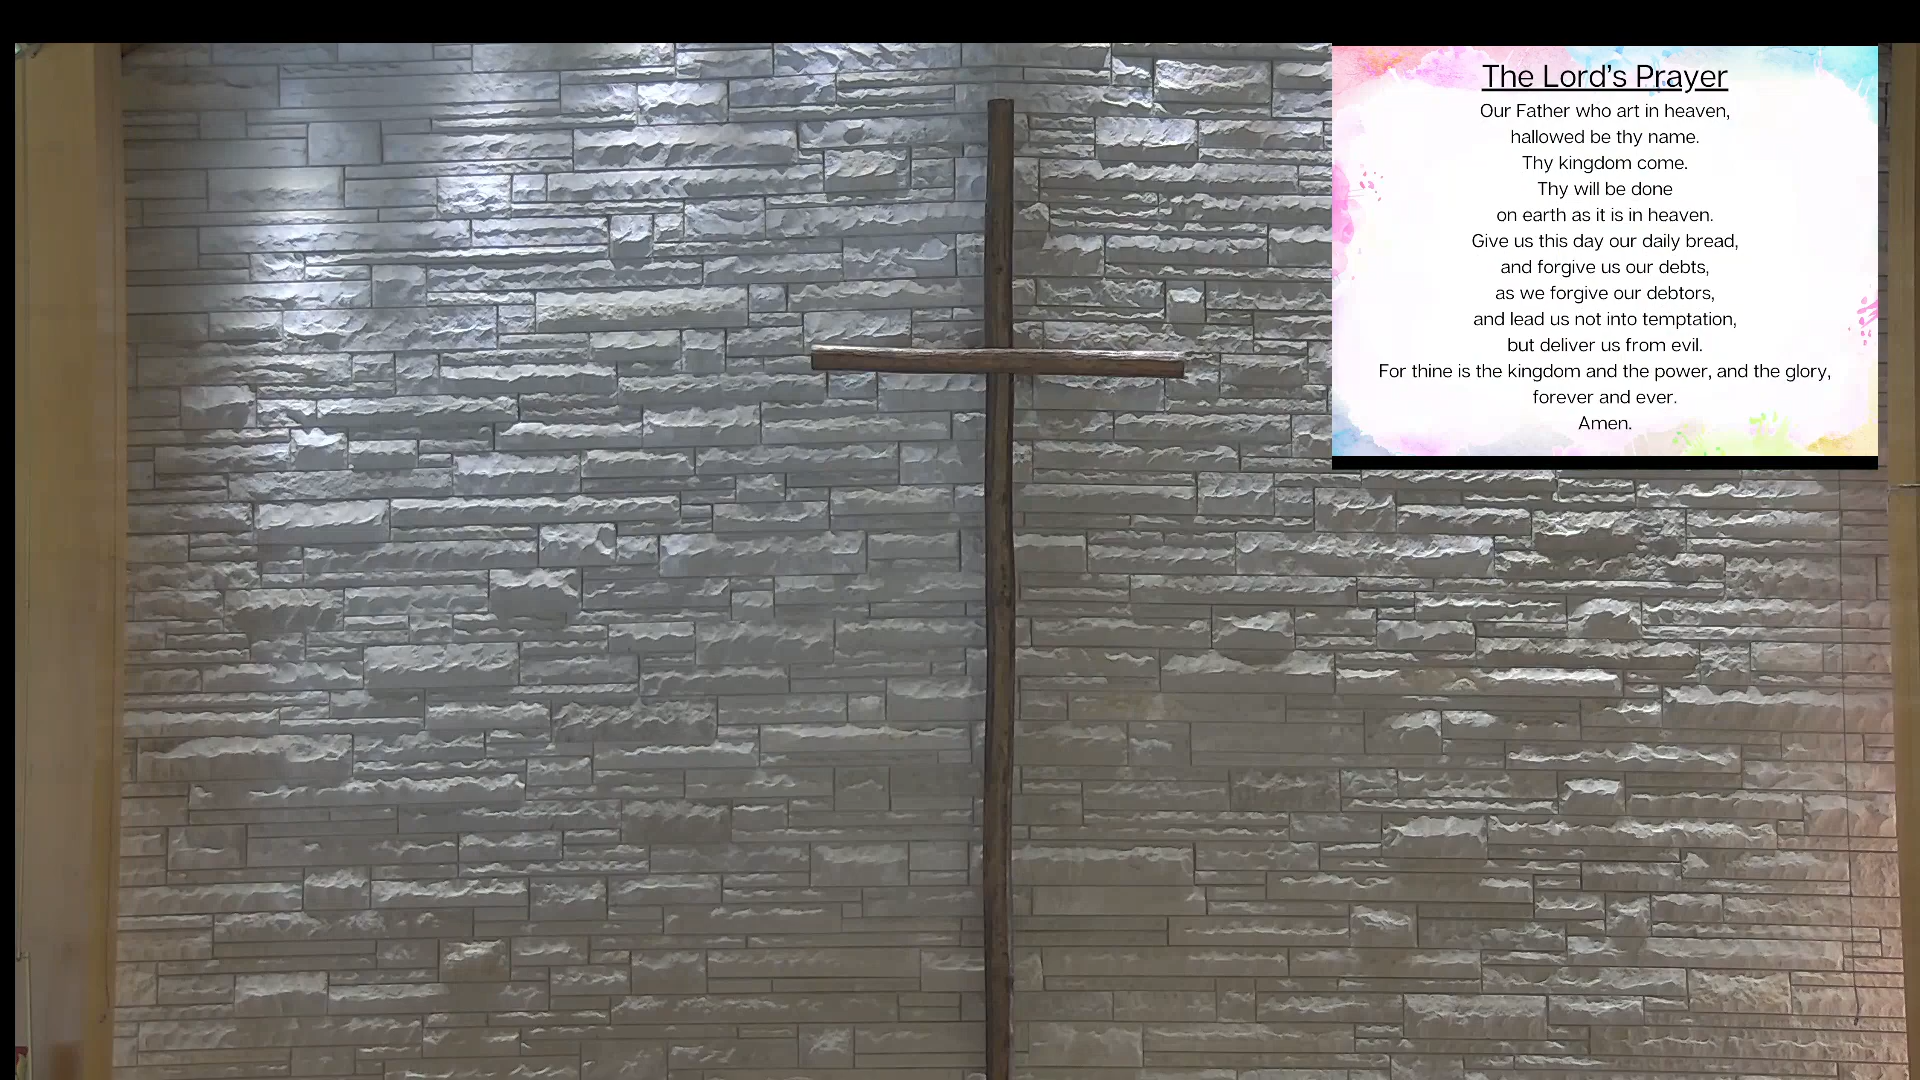 The Lord's Prayer
Our Father who art in heaven,
hallowed be thy name.
Thy kingdom come.
Thy will be done
on earth as it is in heaven.
Give us this day our daily bread,
and forgive us our debts,
as we forgive our debtors,
and lead us not into temptation,
but deliver us from evil.
For thine is the kingdom and the power, and the glory,
forever and ever.
Amen.